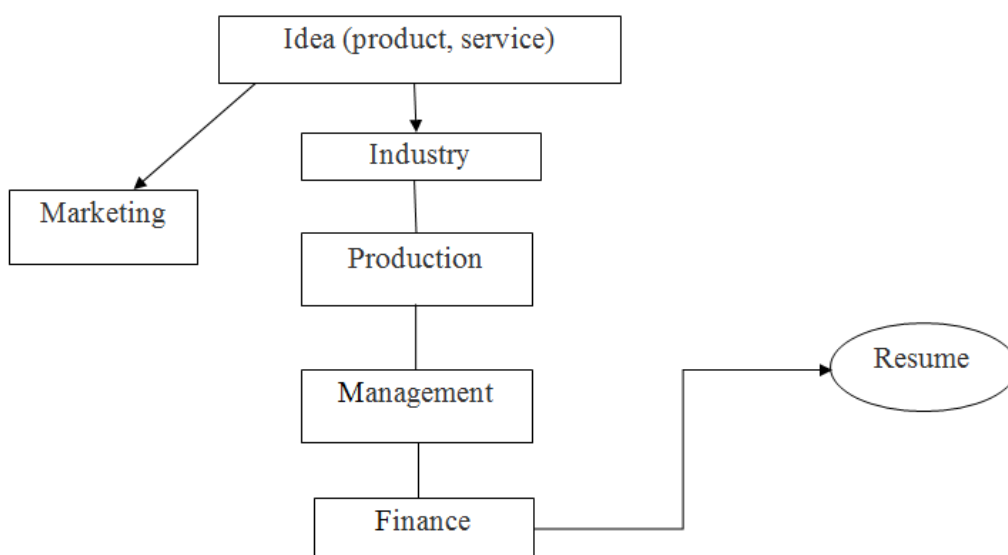 Idea (product, service)
Industry
Marketing
Production
Resume
Management
Finance